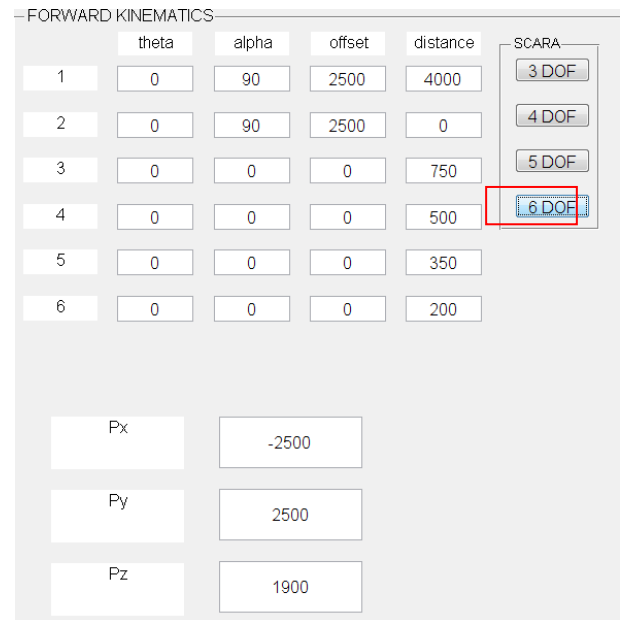 FORWARD KINEMATICS
theta alpha offset distance SCARA
1 0 90 2500 4000 3 DOF
2 0 90 2500 0 4 DOF
3 0 0 0 750 5 DOF
4 0 0 0 500 6 DOF
5 0 0 0 350
6 0 0 0 200
Px -2500
Py 2500
Pz 1900